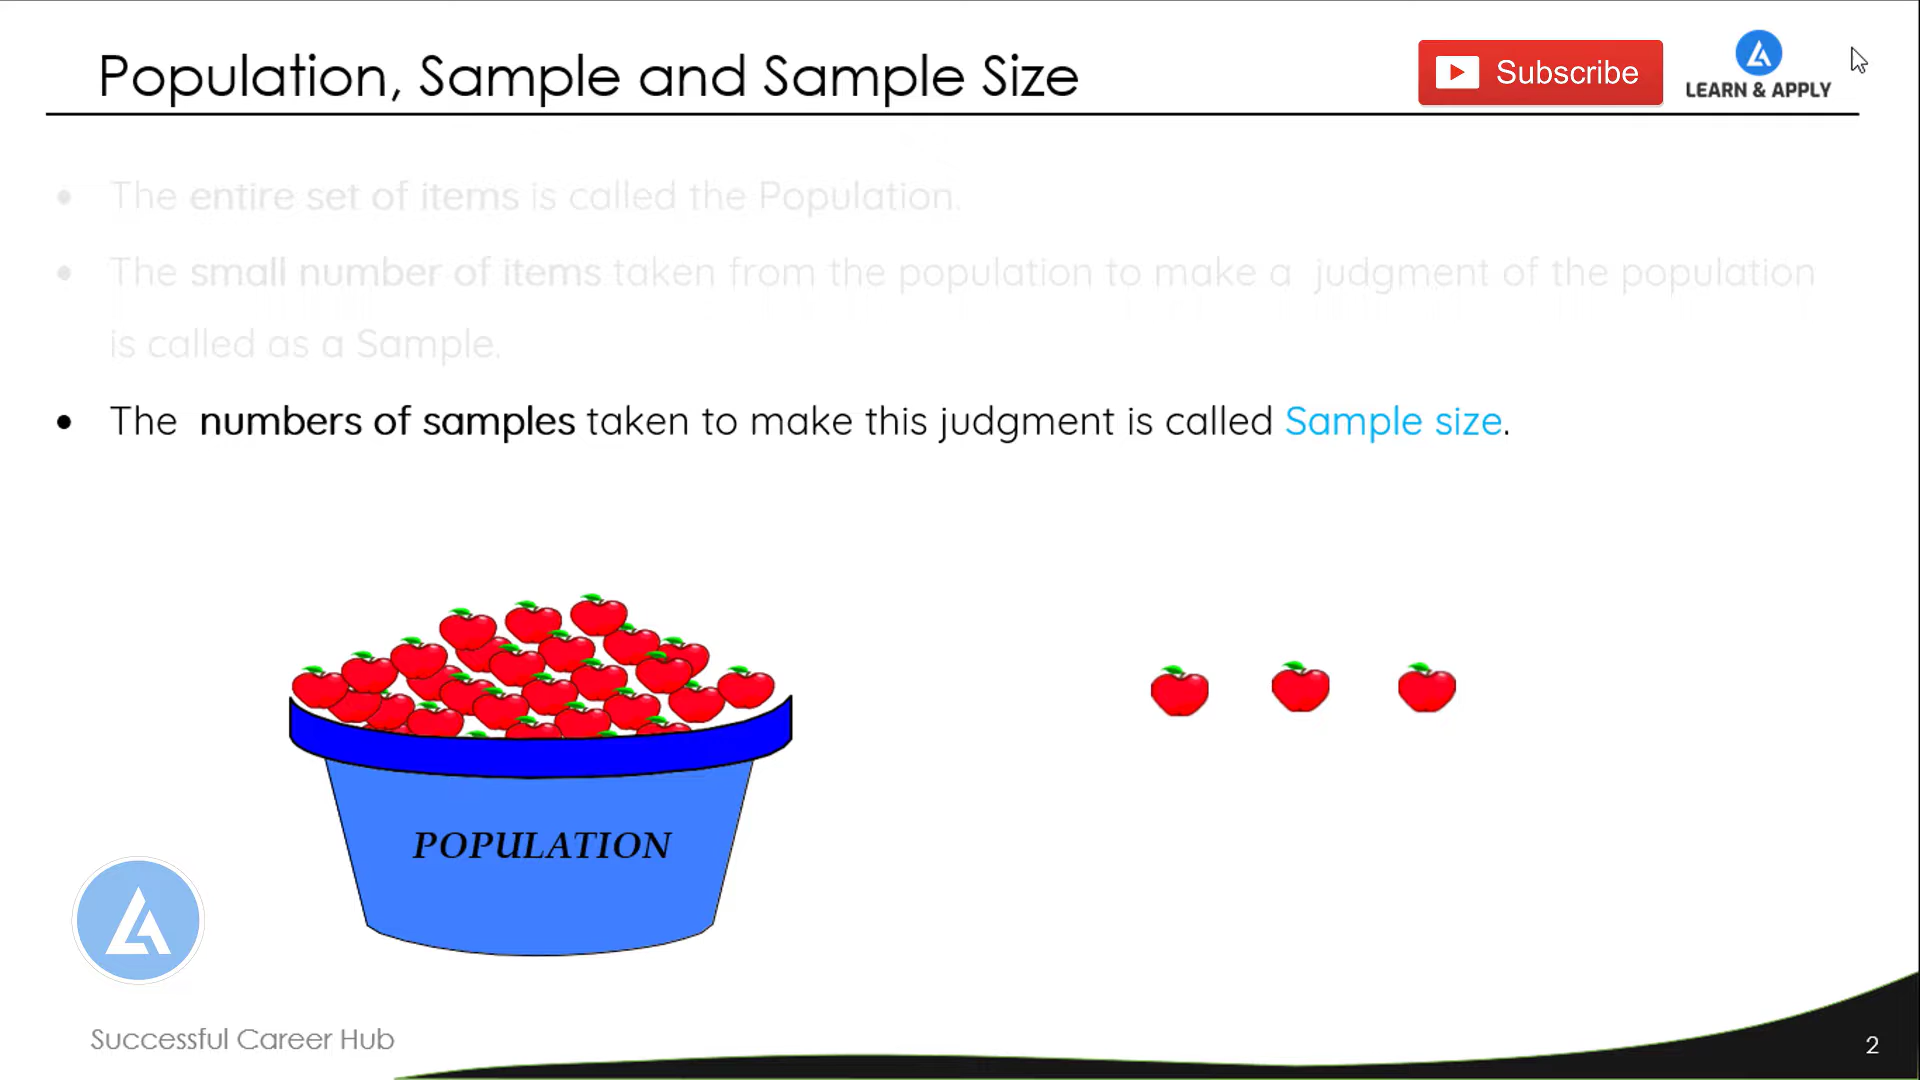 Population, Sample and Sample Size
Subscribe
LEARN & APPLY
• The entire set of items is called the Population.
• The small number of items taken from the population to make a judgment of the population
is called as a Sample.
• The numbers of samples taken to make this judgment is called Sample size.
POPULATION
Successful Career Hub
2